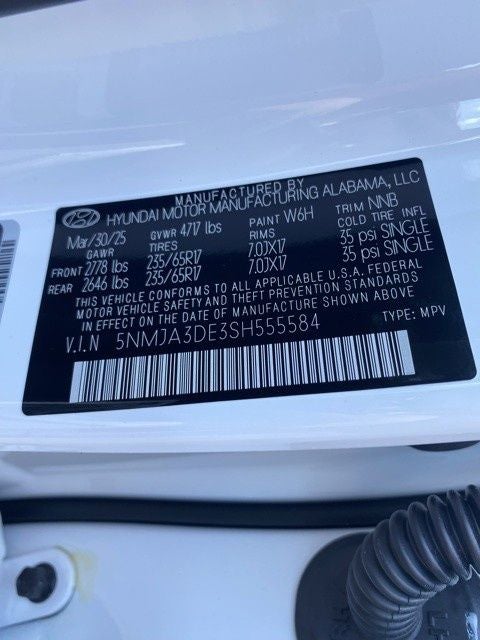 MANUFACTURED BY
HYUNDAI MOTOR MANUFACTURING ALABAMA, LLC
Mar/30/25 GVWR 4717 lbs PAINT W6H TRIM NNB
GAWR TIRES RIMS COLD TIRE INFL
FRONT 2778 lbs 235/65R17 7.0JX17 35 psi SINGLE
REAR 2646 lbs 235/65R17 7.0JX17 35 psi SINGLE
THIS VEHICLE CONFORMS TO ALL APPLICABLE U.S.A. FEDERAL
MOTOR VEHICLE SAFETY AND THEFT PREVENTION STANDARDS
IN EFFECT ON THE DATE OF MANUFACTURE SHOWN ABOVE.
V.I.N 5NMJA3DE3SH555584 TYPE: MPV